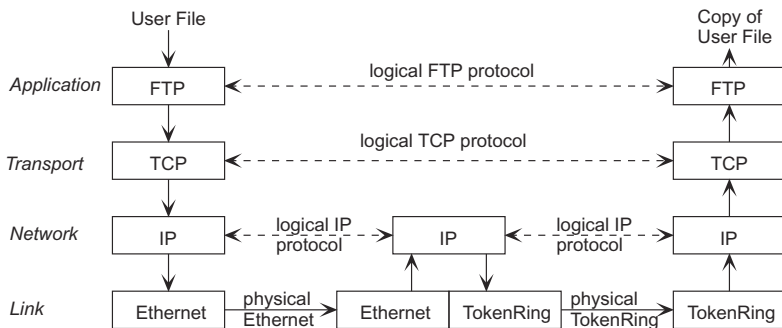 User File
Copy of
User File
Application
FTP
logical FTP protocol
FTP
Transport
TCP
logical TCP protocol
TCP
Network
IP
logical IP
protocol
IP
logical IP
protocol
IP
Link
Ethernet
physical
Ethernet
Ethernet
TokenRing
physical
TokenRing
TokenRing